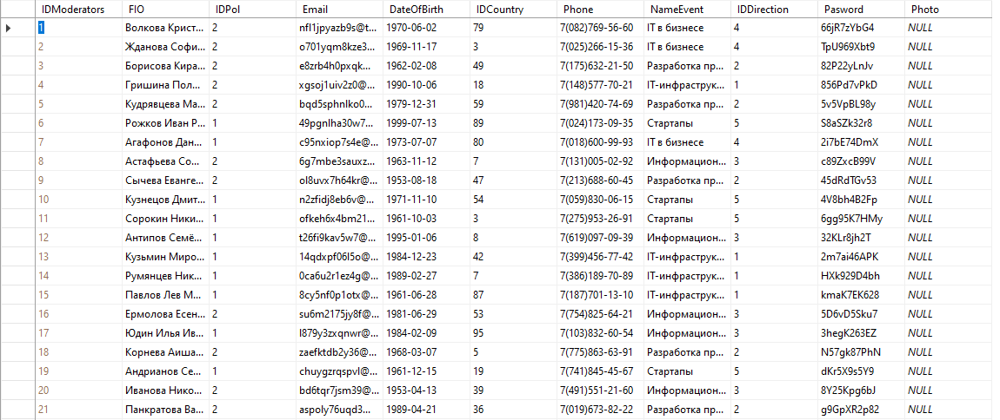 IDModerators FIO IDPol Email DateOfBirth IDCountry Phone NameEvent IDDirection Pasword Photo
1 Волкова Крист... 2 nfl1jpyazb9s@t... 1970-06-02 79 7(082)769-56-60 IT в бизнесе 4 66jR7zYbG4 NULL
2 Жданова Софи... 2 o701yqm8kze3... 1969-11-17 3 7(025)266-15-36 IT в бизнесе 4 TpU969Xbt9 NULL
3 Борисова Кира... 2 e8zrb4h0pxqk... 1962-02-08 49 7(175)632-21-50 Разработка пр... 2 82P22yLnJv NULL
4 Гришина Пол... 2 xgsoj1uiv2z0@... 1990-10-06 18 7(148)577-70-21 IT-инфраструк... 1 856Pd7vPkD NULL
5 Кудрявцева Ма... 2 bqd5sphnlko0... 1979-12-31 59 7(981)420-74-69 Разработка пр... 2 5v5VpBL98y NULL
6 Рожков Иван Р... 1 49pgnlha30w7... 1999-07-13 89 7(024)173-09-35 Стартапы 5 S8aSZk32r8 NULL
7 Агафонов Дан... 1 c95nxiop7s4e@... 1973-07-07 80 7(018)600-99-93 IT в бизнесе 4 2i7bE74DmX NULL
8 Астафьева Со... 2 6g7mbe3sauxz... 1963-11-12 7 7(131)005-02-92 Информацион... 3 c89ZxcB99V NULL
9 Сычева Еванге... 2 ol8uvx7h64kr@... 1953-08-18 47 7(213)688-60-45 Разработка пр... 2 45dRdTGv53 NULL
10 Кузнецов Дмит... 1 n2zfidj8eb6v@... 1971-11-10 54 7(059)830-06-15 Стартапы 5 4V8bh4B2Fp NULL
11 Сорокин Ники... 1 ofkeh6x4bm21... 1961-10-03 3 7(275)953-26-91 Стартапы 5 6gg95K7HMy NULL
12 Антипов Семё... 1 t26fi9kav5w7@... 1995-01-06 8 7(619)097-09-39 Информацион... 3 32KLr8jh2T NULL
13 Кузьмин Миро... 1 14qdxpf06l5o@... 1984-12-23 42 7(399)456-77-42 IT-инфраструк... 1 2m7ai46APK NULL
14 Румянцев Ник... 1 0ca6u2r1ez4g@... 1989-02-27 7 7(386)189-70-89 IT-инфраструк... 1 HXk929D4bh NULL
15 Павлов Лев М... 1 8cy5nf0p1otx@... 1961-06-28 87 7(187)701-13-10 IT-инфраструк... 1 kmaK7EK628 NULL
16 Ермолова Есен... 2 su6m2175jy8f@... 1981-06-29 53 7(754)825-64-21 Информацион... 3 5D6vD5Sku7 NULL
17 Юдин Илья Ив... 1 l879y3zxqnwr@... 1984-02-09 95 7(103)832-60-54 Информацион... 3 3hegK263EZ NULL
18 Корнева Аиша... 2 zaefktdb2y36@... 1968-03-07 5 7(775)863-63-91 Разработка пр... 2 N57gk87PhN NULL
19 Андрианов Се... 1 chuygzrqspvl@... 1961-12-15 19 7(741)845-45-67 Стартапы 5 dKr5X9s5Y9 NULL
20 Иванова Нико... 2 bd6tqr7jsm39@... 1953-04-13 39 7(491)551-21-60 Информацион... 3 8Y25Kpg6bJ NULL
21 Панкратова Ва... 2 aspoly76uqd3... 1989-04-21 36 7(019)673-82-22 Разработка пр... 2 g9GpXR2p82 NULL